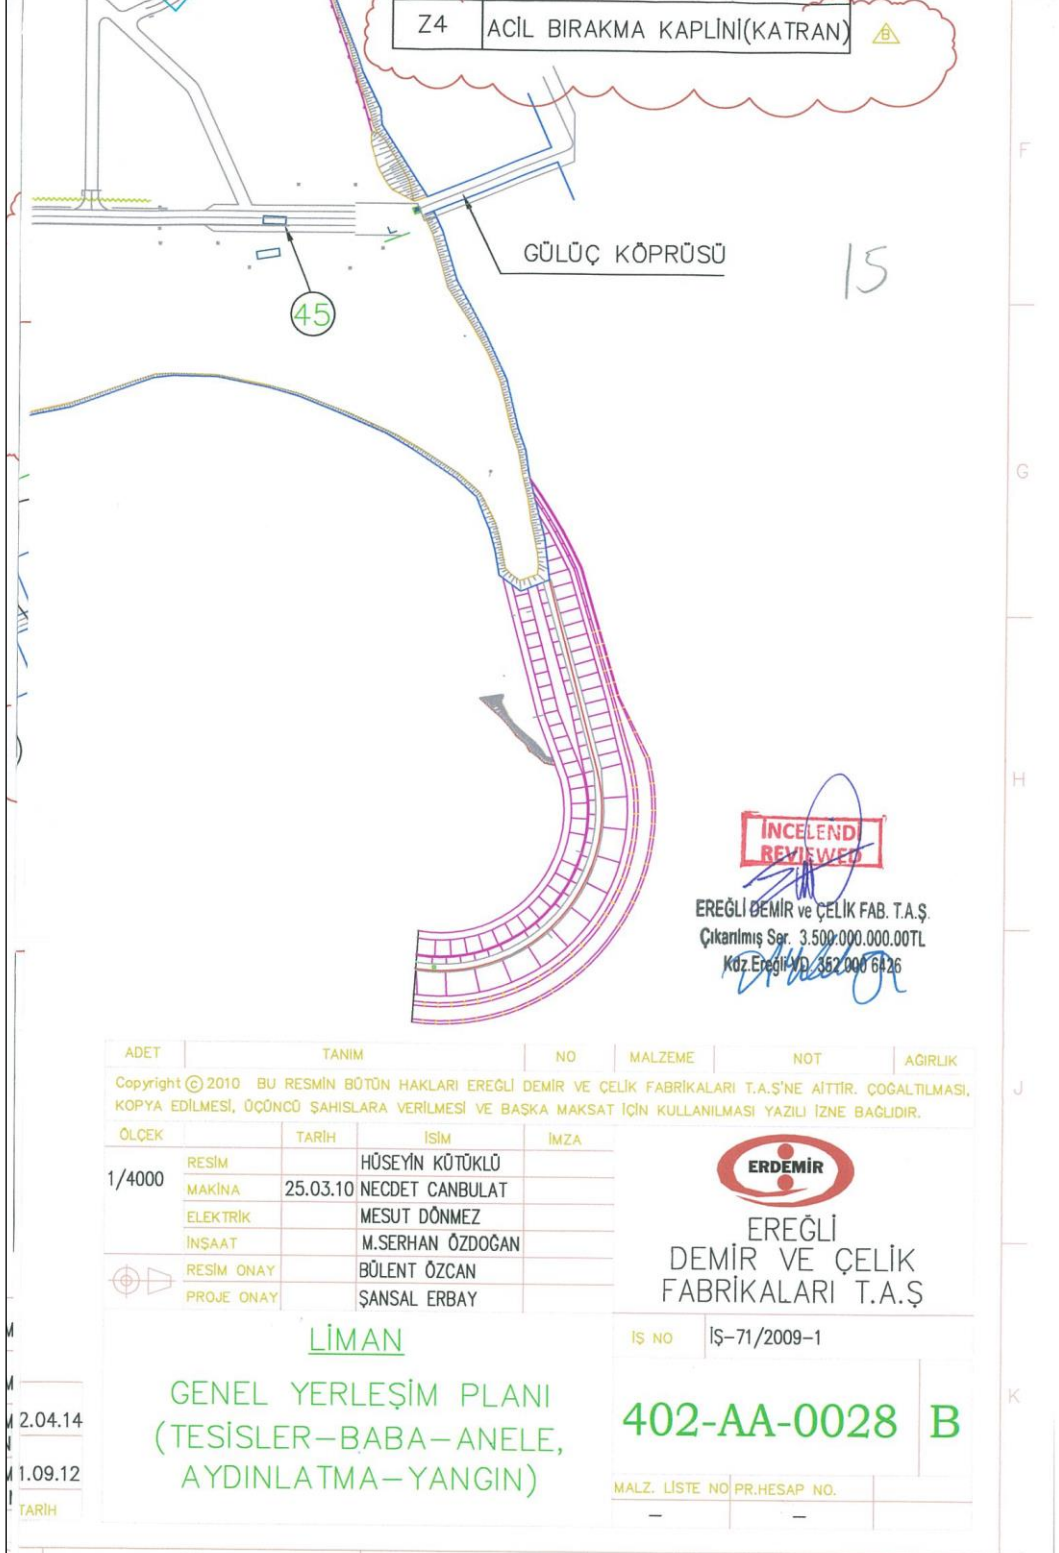 Z4 ACİL BIRAKMA KAPLİNİ(KATRAN) B
F
GÜLÜÇ KÖPRÜSÜ
15
45
G
H
İNCELENDİ
REVIEWED
EREĞLİ DEMİR ve ÇELİK FAB. T.A.Ş.
Çıkarılmış Ser. 3.500.000.000.00TL
Kdz.Ereğli VD. 352 000 6426
ADET TANIM NO MALZEME NOT AĞIRLIK
J
Copyright © 2010 BU RESMİN BÜTÜN HAKLARI EREĞLİ DEMİR VE ÇELİK FABRİKALARI T.A.Ş'NE AİTTİR. ÇOĞALTILMASI,
KOPYA EDİLMESİ, ÜÇÜNCÜ ŞAHISLARA VERİLMESİ VE BAŞKA MAKSAT İÇİN KULLANILMASI YAZILI İZNE BAĞLIDIR.
ÖLÇEK TARİH İSİM İMZA
1/4000
RESİM HÜSEYİN KÜTÜKLÜ
MAKİNA 25.03.10 NECDET CANBULAT
ELEKTRİK MESUT DÖNMEZ
İNŞAAT M.SERHAN ÖZDOĞAN
RESİM ONAY BÜLENT ÖZCAN
PROJE ONAY ŞANSAL ERBAY
ERDEMİR
EREĞLİ
DEMİR VE ÇELİK
FABRİKALARI T.A.Ş
LİMAN
GENEL YERLEŞİM PLANI
(TESİSLER-BABA-ANELE,
AYDINLATMA-YANGIN)
İŞ NO İŞ-71/2009-1
402-AA-0028 B
K
MALZ. LİSTE NO PR.HESAP NO.
— —
2.04.14
1.09.12
TARİH